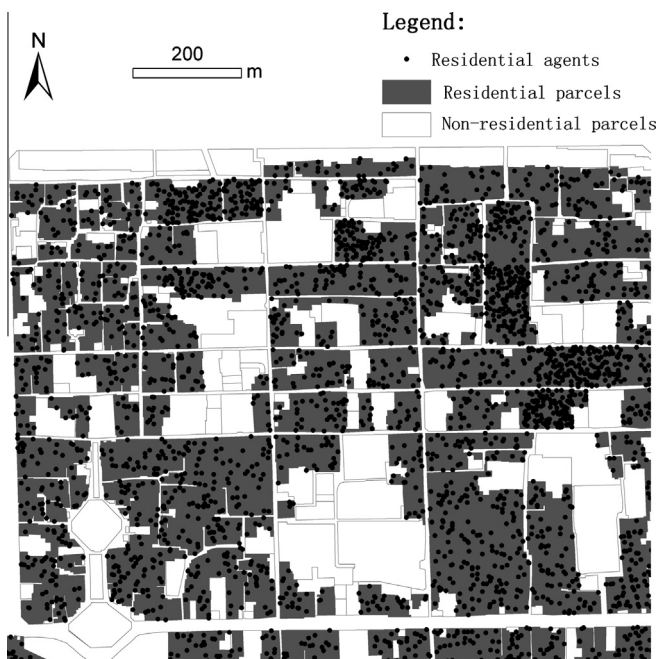 Legend:
N
200
m
Residential agents
Residential parcels
Non-residential parcels